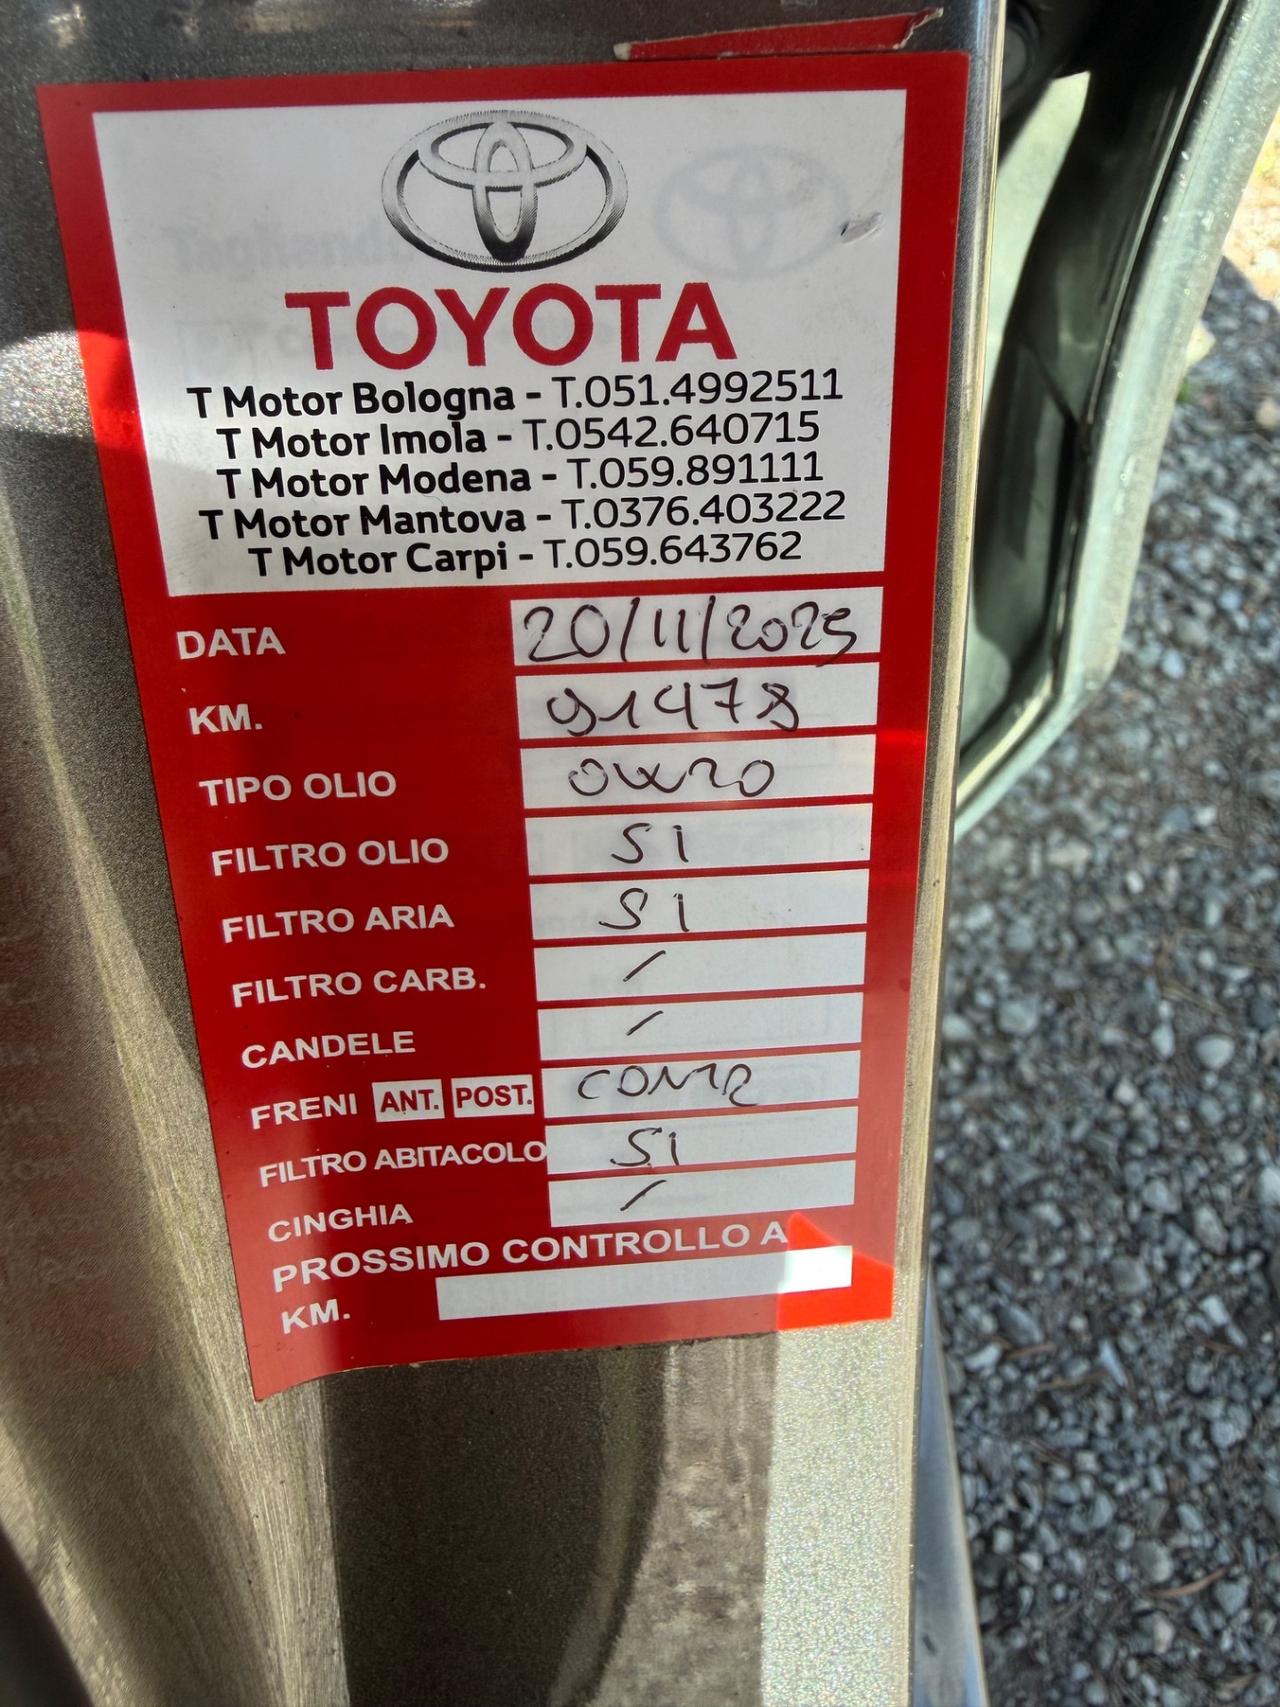 TOYOTA
T Motor Bologna - T.051.4992511
T Motor Imola - T.0542.640715
T Motor Modena - T.059.891111
T Motor Mantova - T.0376.403222
T Motor Carpi - T.059.643762
DATA 20/11/2025
KM. 91478
TIPO OLIO 0W20
FILTRO OLIO SI
FILTRO ARIA SI
FILTRO CARB. /
CANDELE /
FRENI ANT. POST. CONTR
FILTRO ABITACOLO SI
CINGHIA /
PROSSIMO CONTROLLO A
KM.